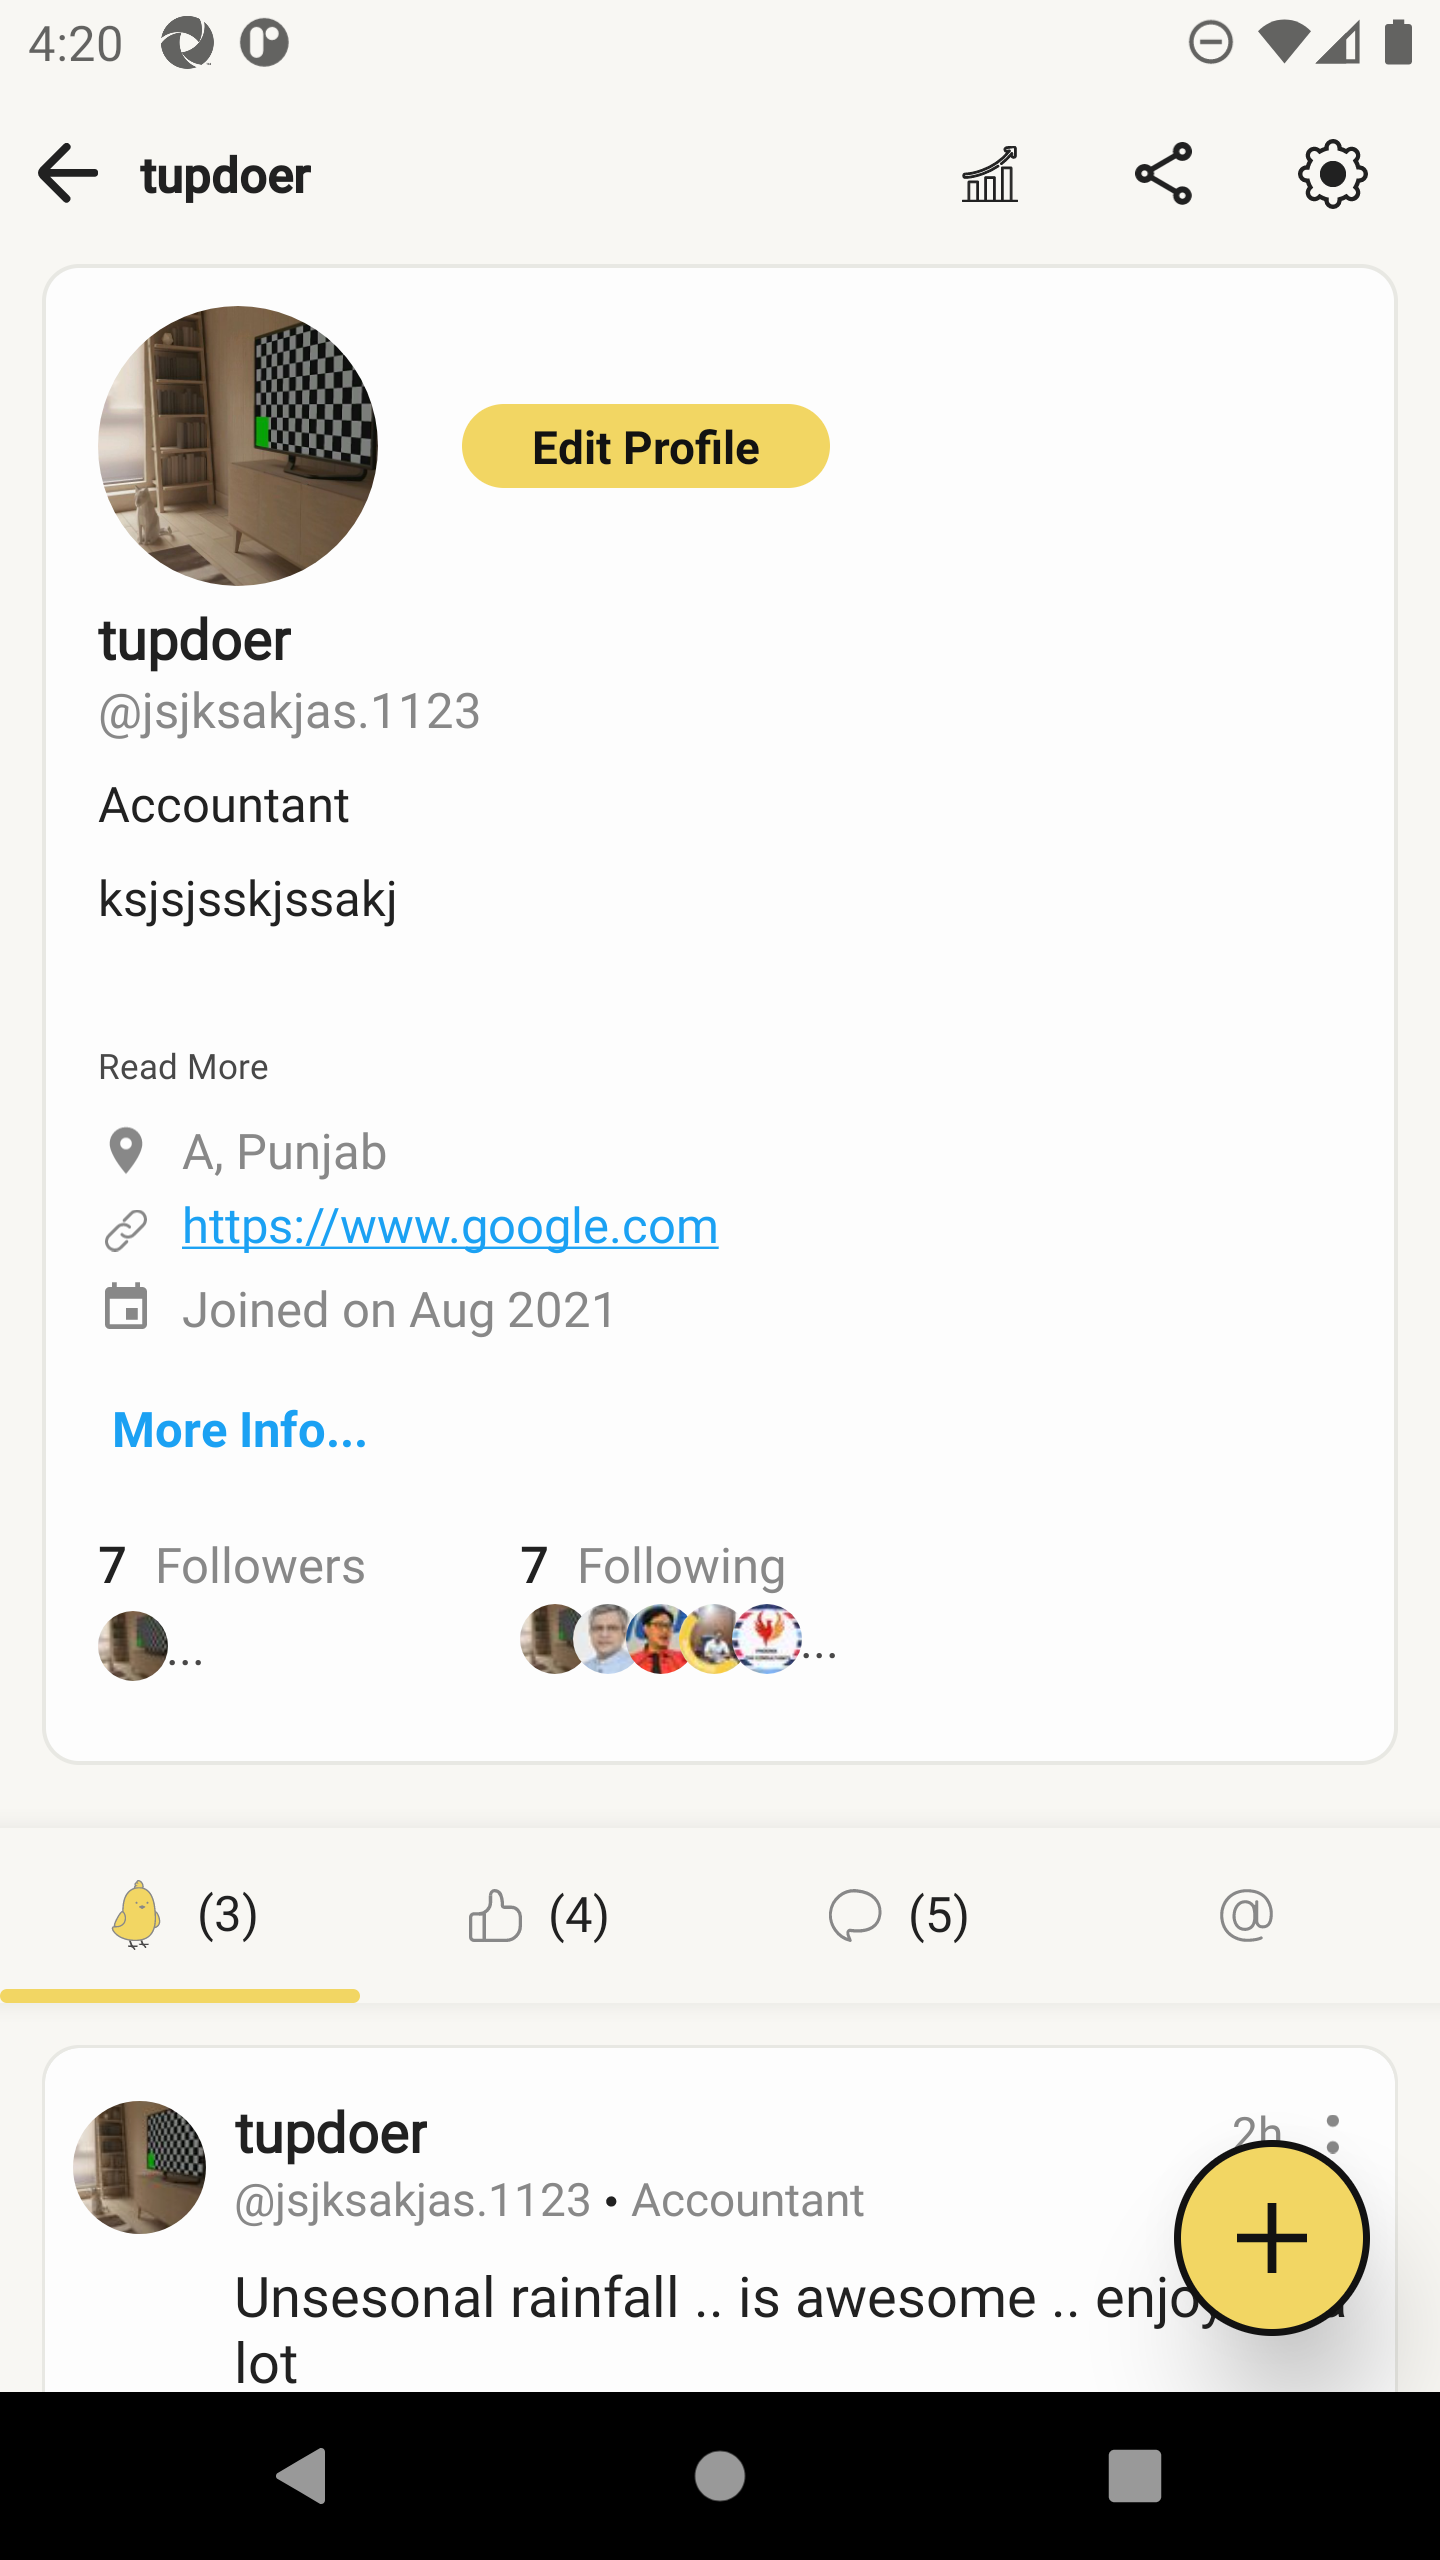 4:20
tupdoer
Edit Profile
tupdoer
@jsjksakjas.1123
Accountant
ksjsjsskjssakj
Read More
A, Punjab
https://www.google.com
Joined on Aug 2021
More Info...
7 Followers
7 Following
...
...
(3)
(4)
(5)
@
tupdoer
2h
@jsjksakjas.1123 • Accountant
Unsesonal rainfall .. is awesome ..
lot